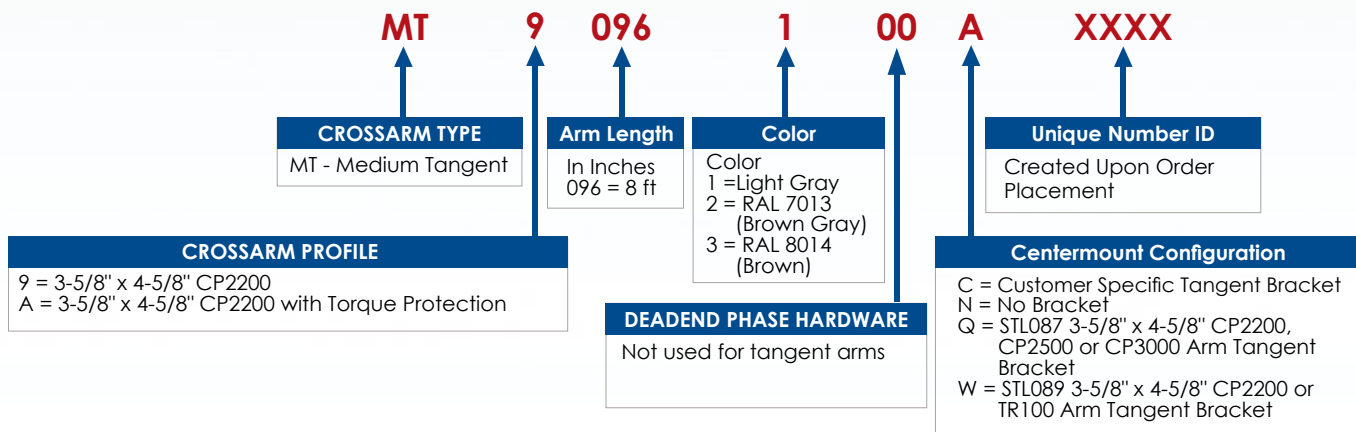 MT 9 096 1 00 A XXXX
CROSSARM TYPE
MT - Medium Tangent
Arm Length
In Inches
096 = 8 ft
Color
Color
1 =Light Gray
2 = RAL 7013
(Brown Gray)
3 = RAL 8014
(Brown)
Unique Number ID
Created Upon Order
Placement
CROSSARM PROFILE
9 = 3-5/8" x 4-5/8" CP2200
A = 3-5/8" x 4-5/8" CP2200 with Torque Protection
DEADEND PHASE HARDWARE
Not used for tangent arms
Centermount Configuration
C = Customer Specific Tangent Bracket
N = No Bracket
Q = STL087 3-5/8" x 4-5/8" CP2200,
CP2500 or CP3000 Arm Tangent
Bracket
W = STL089 3-5/8" x 4-5/8" CP2200 or
TR100 Arm Tangent Bracket